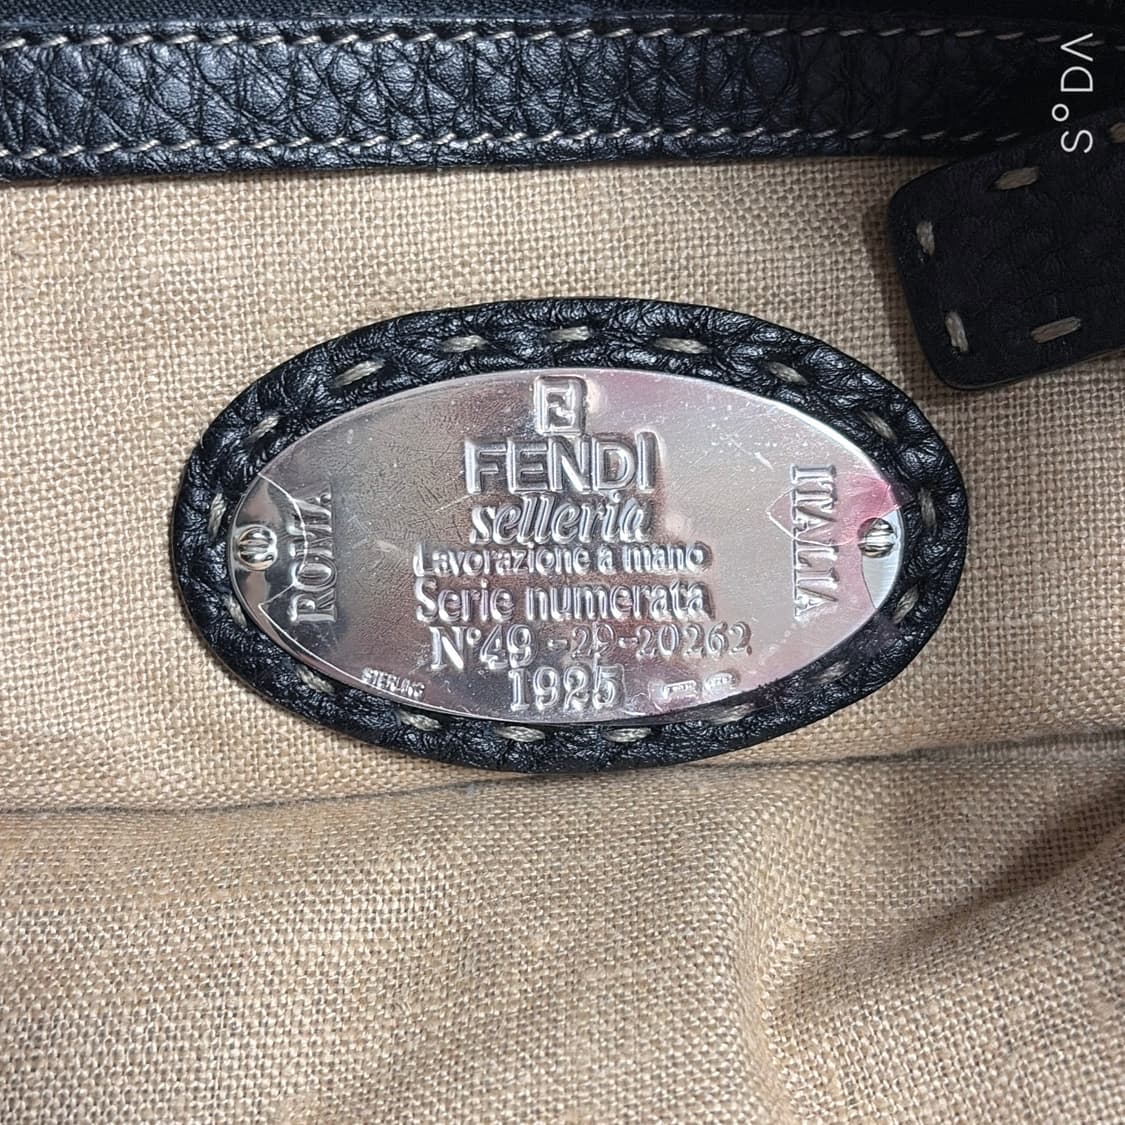 FENDI
selleria
Lavorazione a mano
Serie numerata
N°49-29-20262
1925
STERLING
ROMA
ITALIA